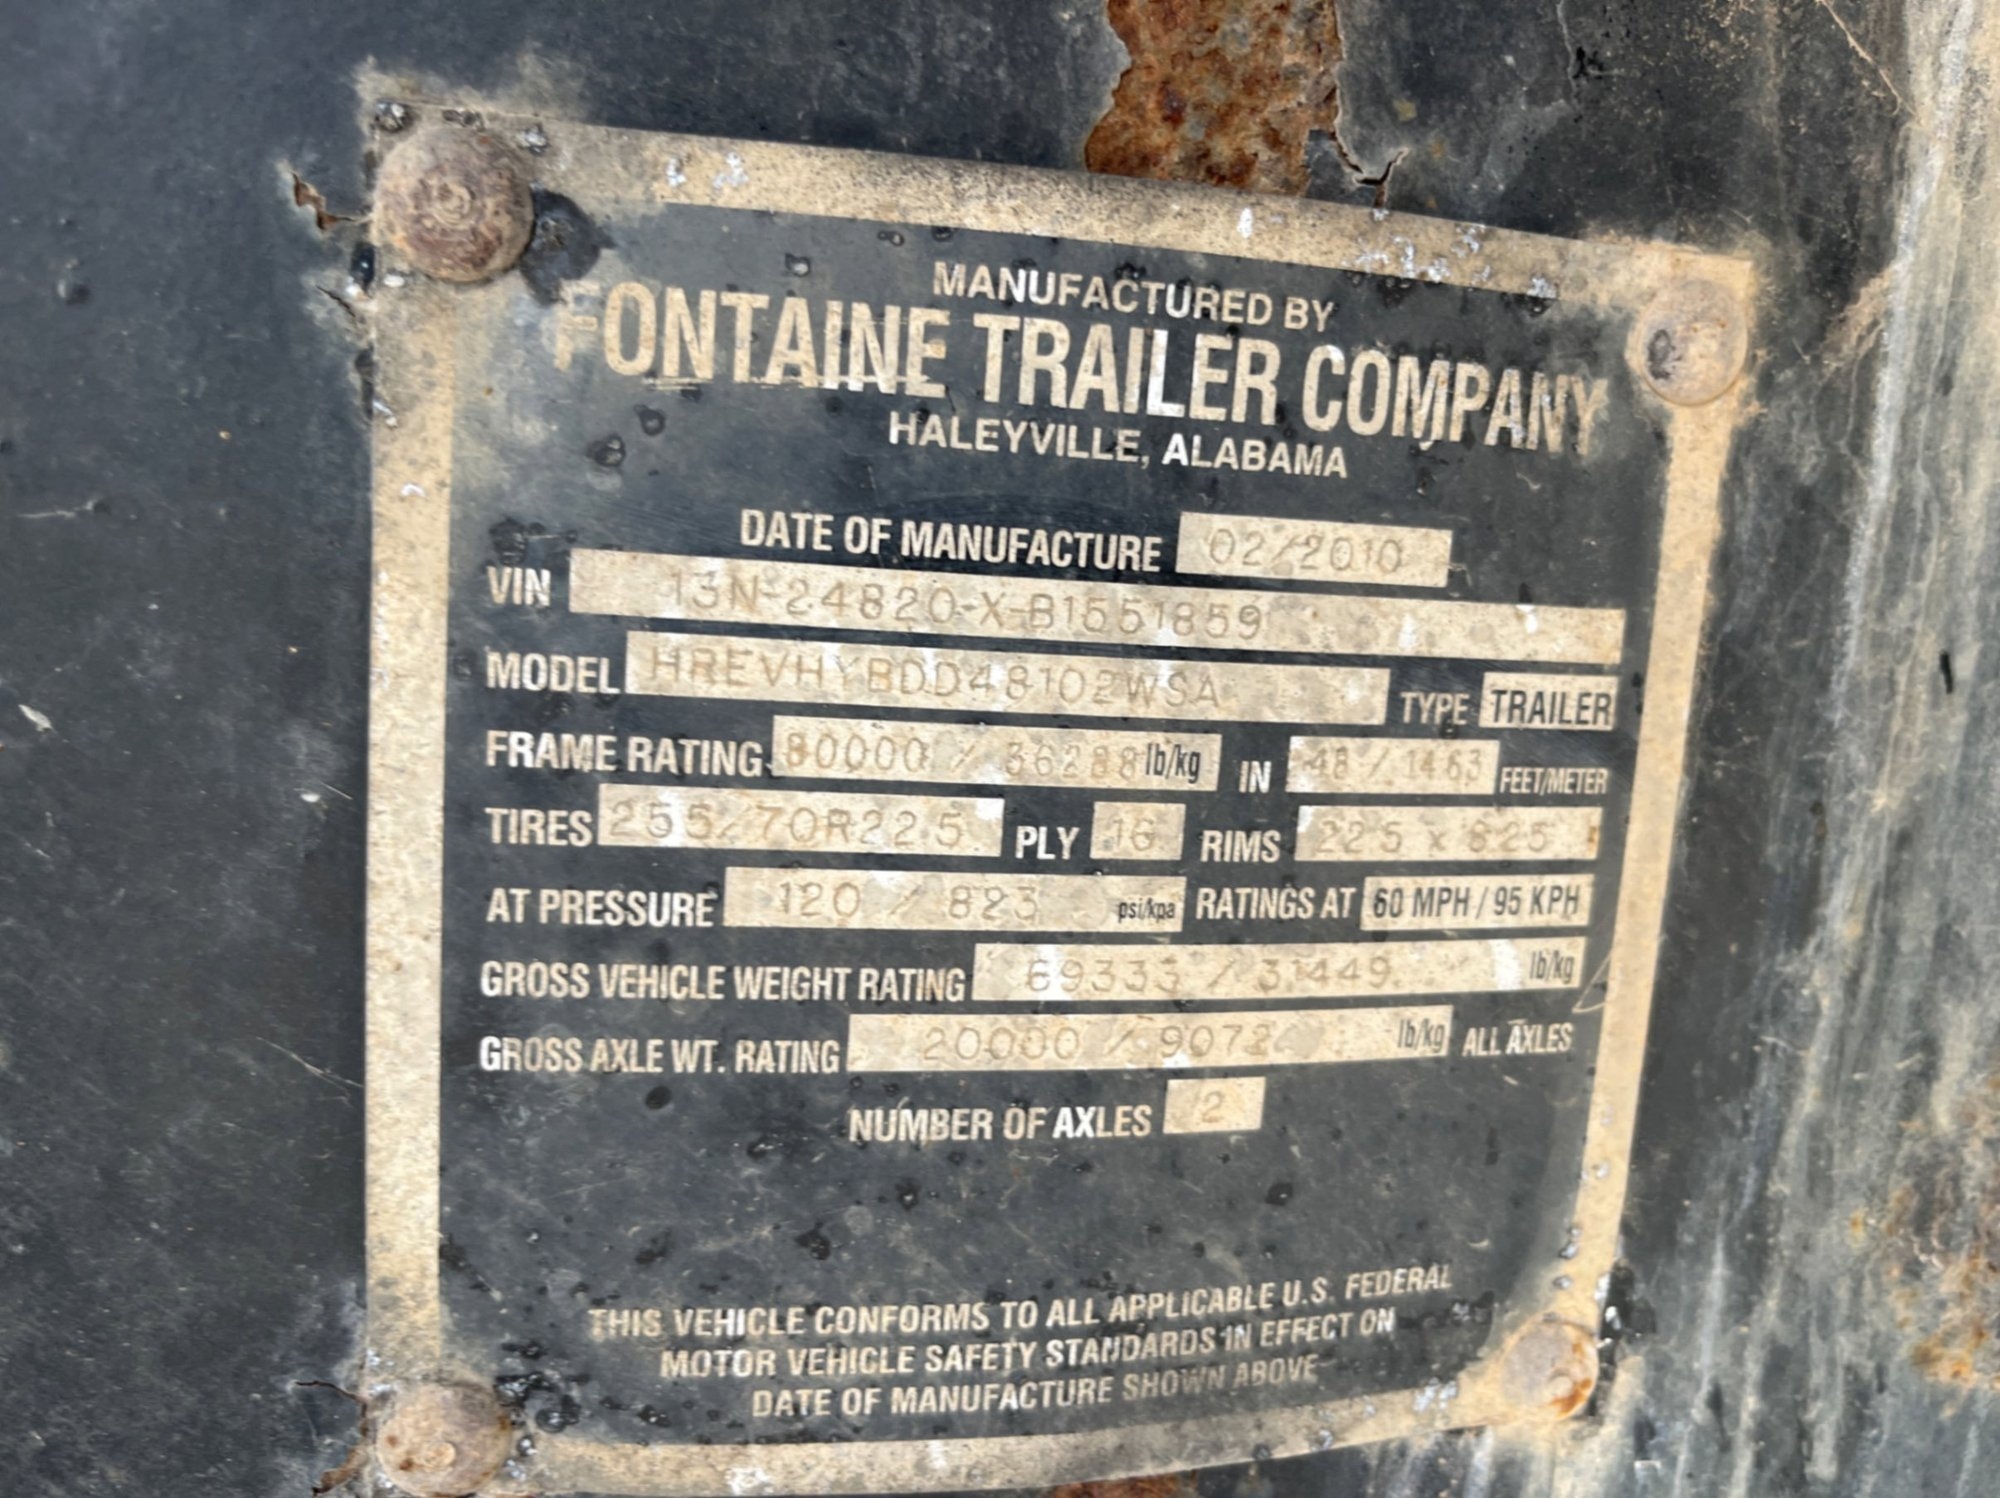 MANUFACTURED BY
FONTAINE TRAILER COMPANY
HALEYVILLE, ALABAMA
DATE OF MANUFACTURE 02/2010
VIN 13N-24820-X-B1551859
MODEL HREVHYBDD48102WSA TYPE TRAILER
FRAME RATING 80000 / 36288 lb/kg IN 48 / 14.63 FEET/METER
TIRES 255/70R22.5 PLY 16 RIMS 22.5 x 8.25
AT PRESSURE 120 / 823 psi/kpa RATINGS AT 60 MPH / 95 KPH
GROSS VEHICLE WEIGHT RATING 69333 / 31449 lb/kg
GROSS AXLE WT. RATING 20000 / 9072 lb/kg ALL AXLES
NUMBER OF AXLES 2
THIS VEHICLE CONFORMS TO ALL APPLICABLE U.S. FEDERAL
MOTOR VEHICLE SAFETY STANDARDS IN EFFECT ON
DATE OF MANUFACTURE SHOWN ABOVE